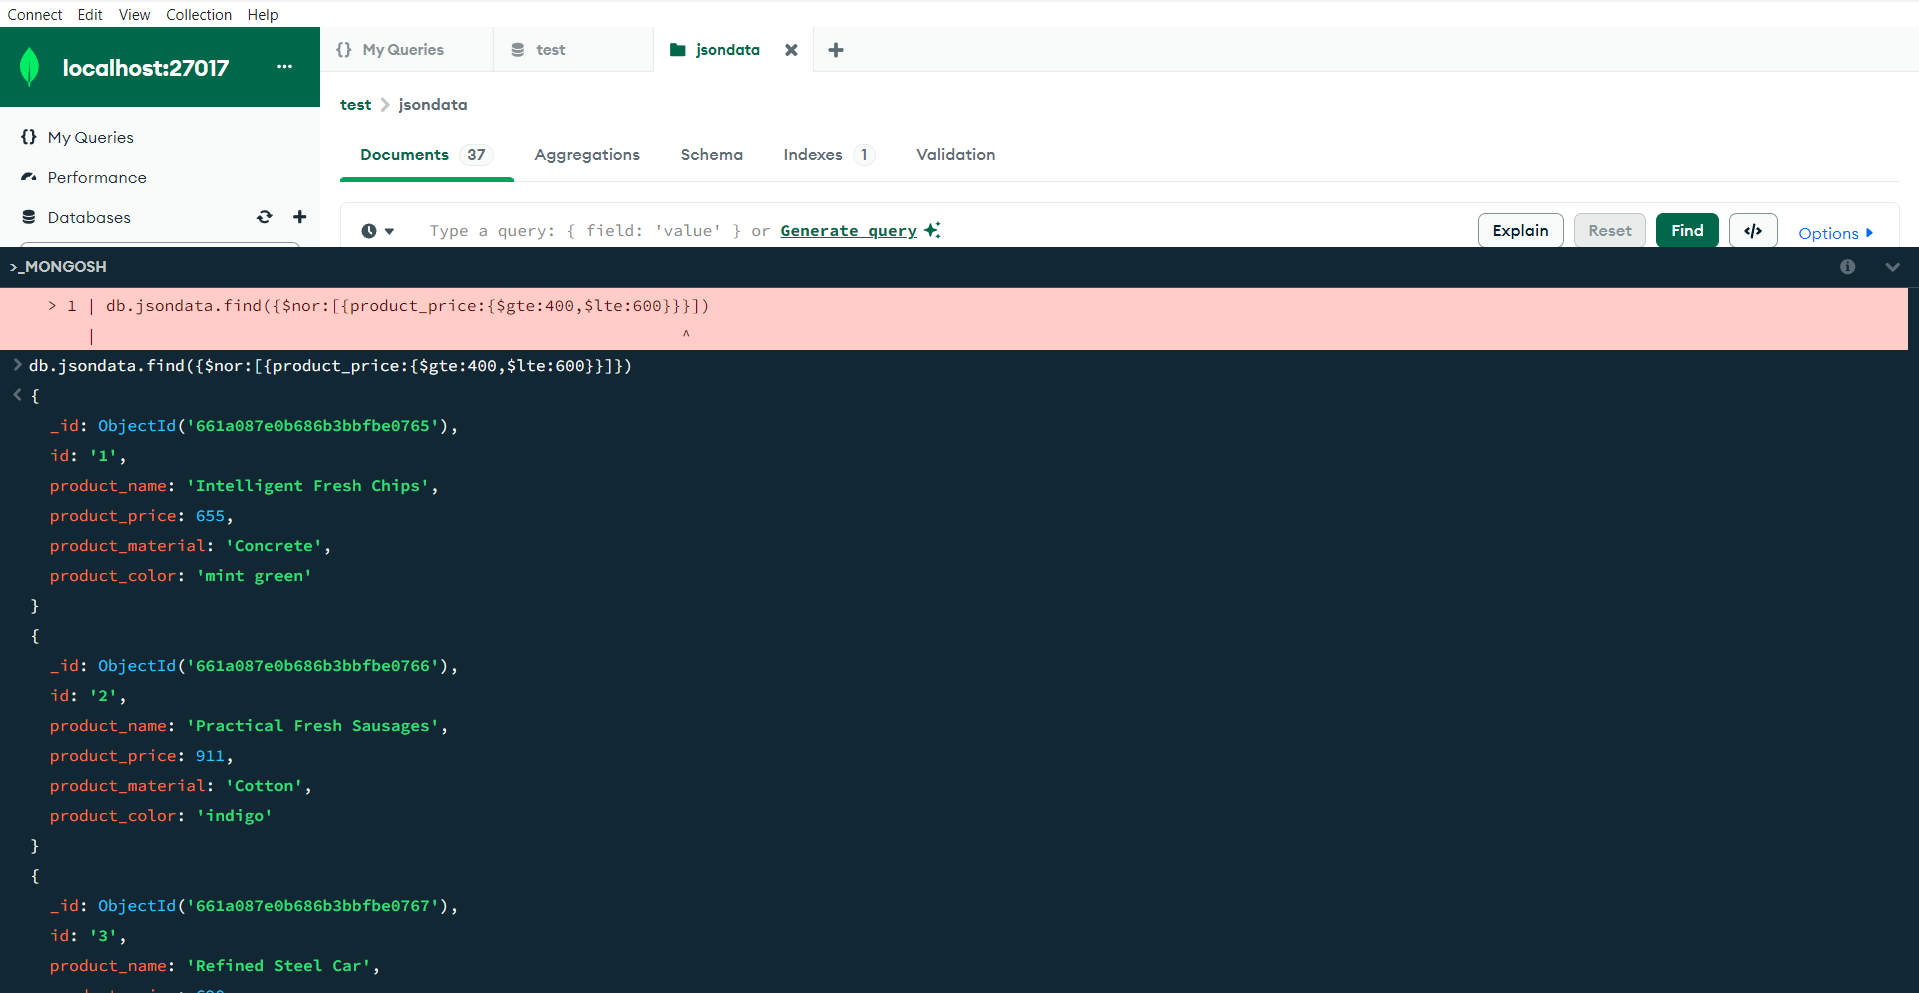 Connect Edit View Collection Help
localhost:27017 ...
{} My Queries test jsondata
My Queries
Performance
Databases
test > jsondata
Documents 37 Aggregations Schema Indexes 1 Validation
Type a query: { field: 'value' } or Generate query Explain Reset Find </> Options
>_MONGOSH
> 1 | db.jsondata.find({$nor:[{product_price:{$gte:400,$lte:600}}}])
| ^
> db.jsondata.find({$nor:[{product_price:{$gte:400,$lte:600}}]})
< {
_id: ObjectId('661a087e0b686b3bbfbe0765'),
id: '1',
product_name: 'Intelligent Fresh Chips',
product_price: 655,
product_material: 'Concrete',
product_color: 'mint green'
}
{
_id: ObjectId('661a087e0b686b3bbfbe0766'),
id: '2',
product_name: 'Practical Fresh Sausages',
product_price: 911,
product_material: 'Cotton',
product_color: 'indigo'
}
{
_id: ObjectId('661a087e0b686b3bbfbe0767'),
id: '3',
product_name: 'Refined Steel Car',